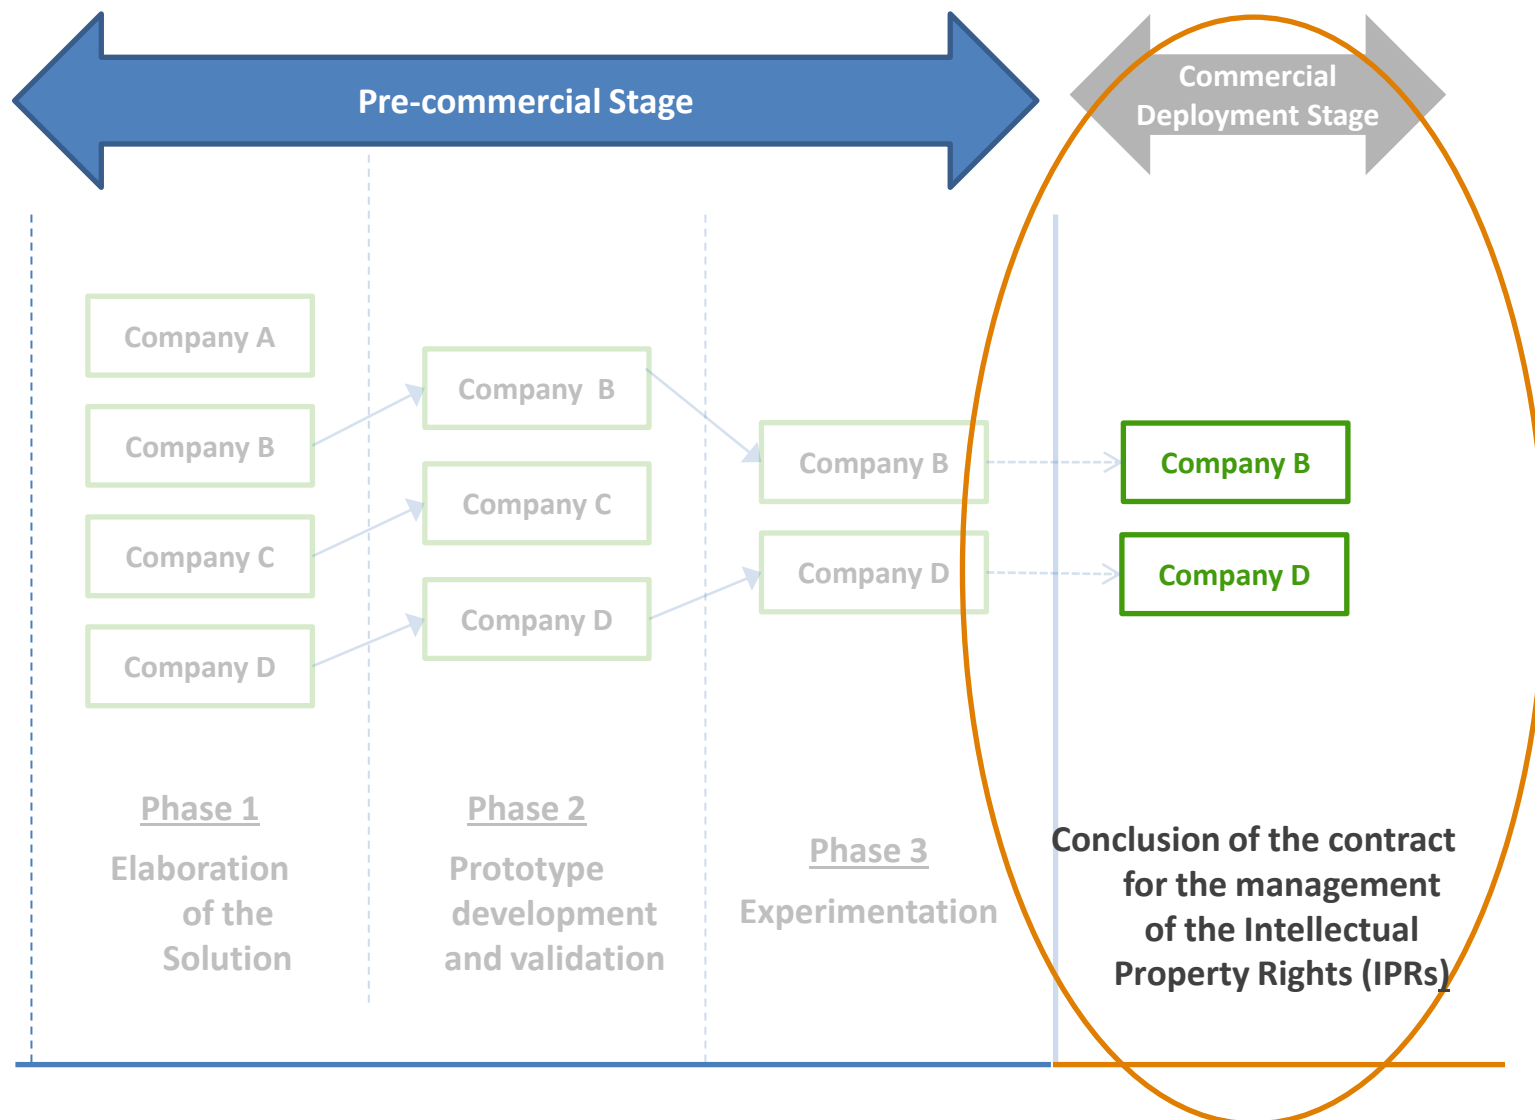 Pre-commercial Stage
Commercial
Deployment Stage
Company A
Company B
Company C
Company D
Company  B
Company C
Company D
Company B
Company D
Company B
Company D
Phase 1
Elaboration
of the
Solution
Phase 2
Prototype
development
and validation
Phase 3
Experimentation
Conclusion of the contract
for the management
of the Intellectual
Property Rights (IPRs)